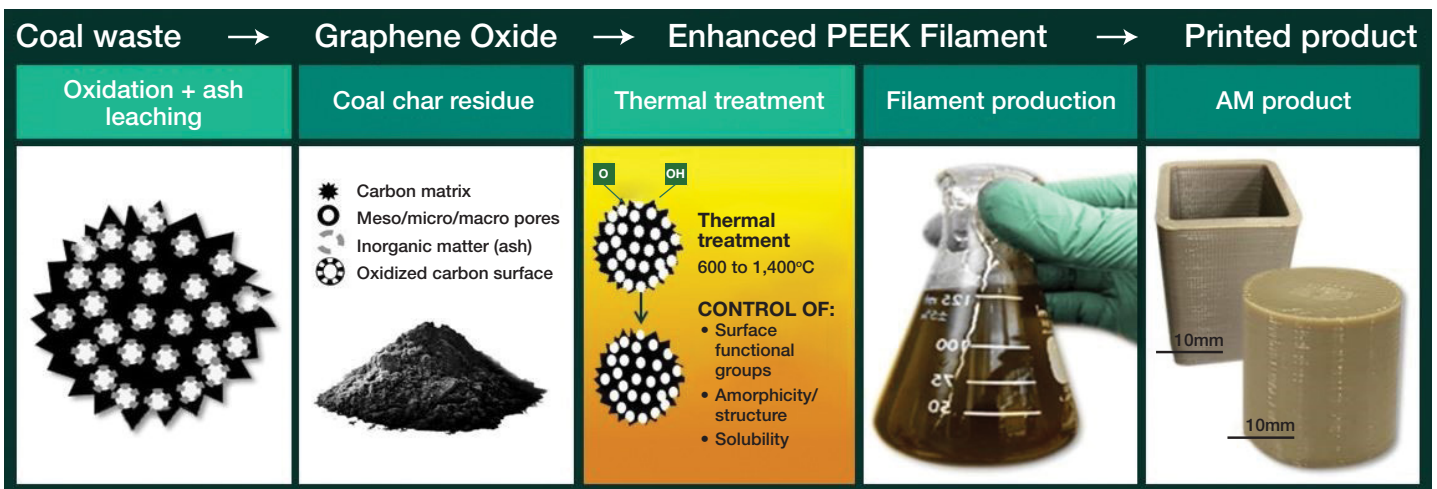 Coal waste → Graphene Oxide → Enhanced PEEK Filament → Printed product
Oxidation + ash
leaching
Coal char residue
Thermal treatment
Filament production
AM product
Carbon matrix
Meso/micro/macro pores
Inorganic matter (ash)
Oxidized carbon surface
O
OH
Thermal
treatment
600 to 1,400°C
CONTROL OF:
• Surface
functional
groups
• Amorphicity/
structure
• Solubility
125 ml
±5%
100
75
50
10mm
10mm